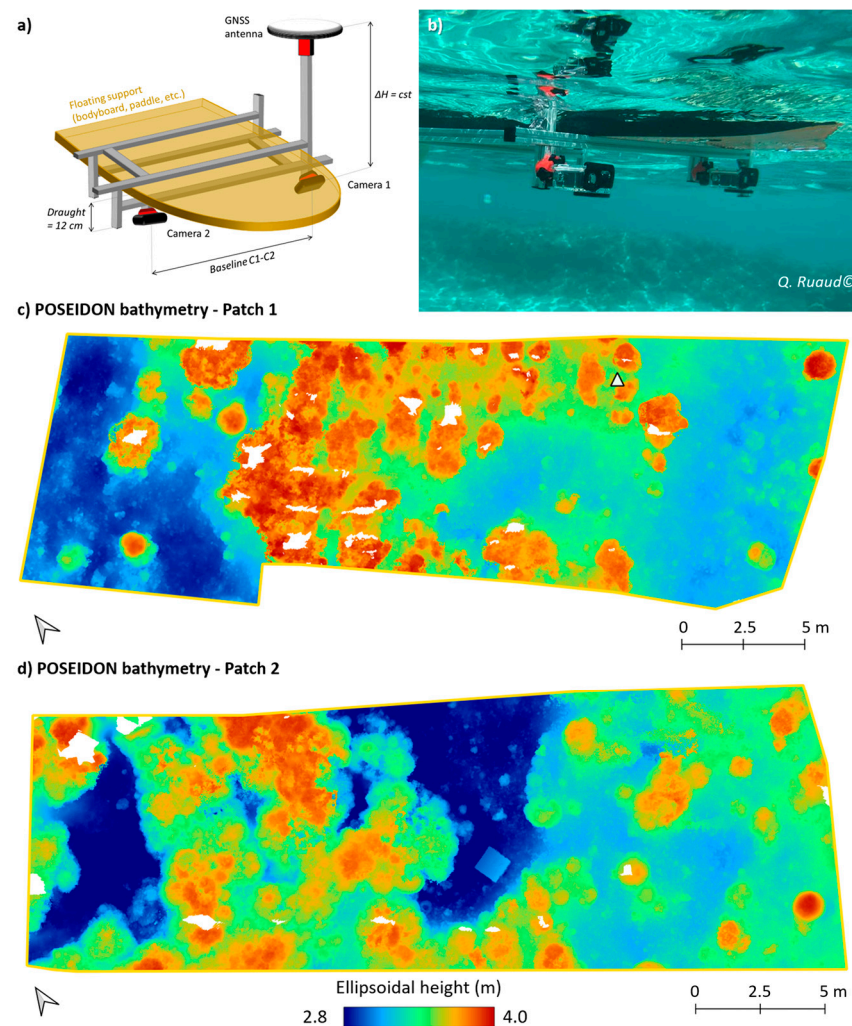 a)
GNSS
antenna
Floating support
(bodyboard, paddle, etc.)
ΔH = cst
Camera 1
Draught
= 12 cm
Camera 2
Baseline C1-C2
b)
Q. Ruaud©
c) POSEIDON bathymetry - Patch 1
0 2.5 5 m
d) POSEIDON bathymetry - Patch 2
Ellipsoidal height (m)
2.8 4.0
0 2.5 5 m